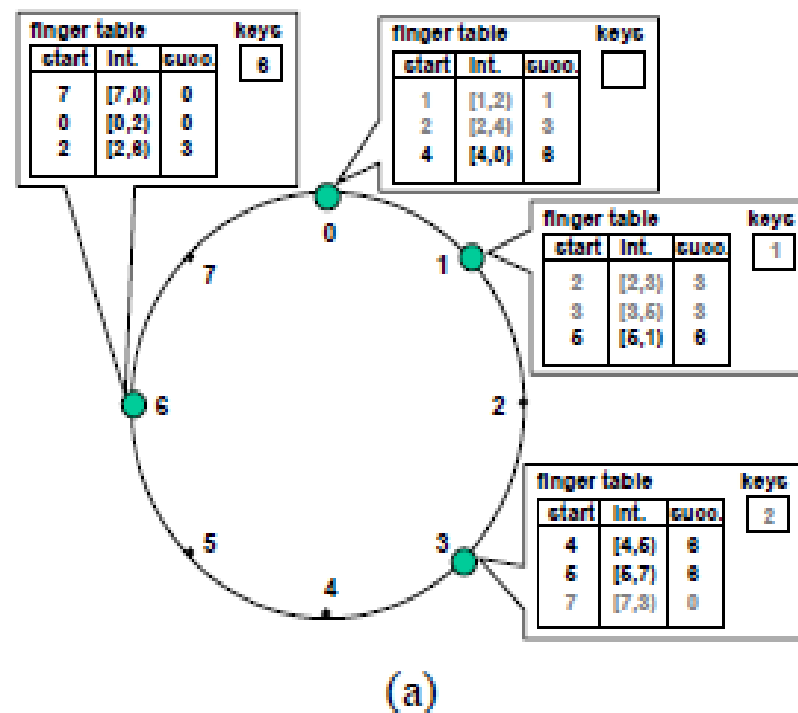 finger table keys
start int. succ. 6
7 [7,0) 0
0 [0,2) 0
2 [2,6) 3
finger table keys
start int. succ.
1 [1,2) 1
2 [2,4) 3
4 [4,0) 6
finger table keys
start int. succ. 1
2 [2,3) 3
3 [3,5) 3
5 [5,1) 6
0
7
1
6
2
5
3
4
finger table keys
start int. succ. 2
4 [4,5) 6
5 [5,7) 6
7 [7,3) 0
(a)